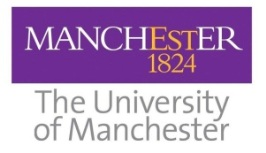 MANCHEstER
1824
The University
of Manchester